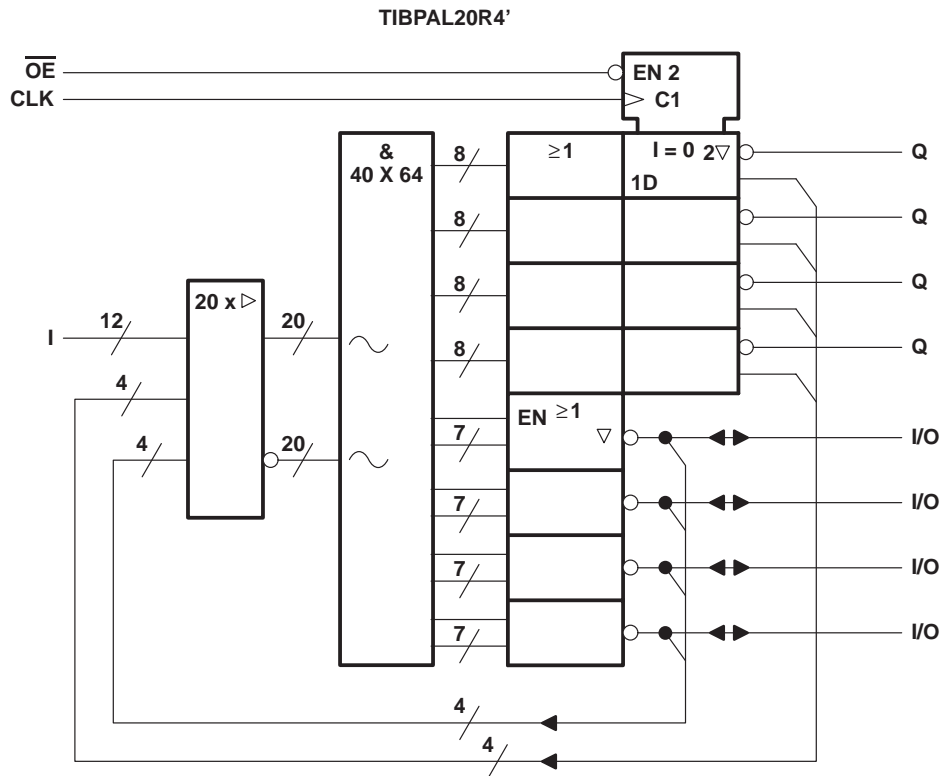 TIBPAL20R4'
OE
CLK
EN 2
C1
&
40 X 64
8
≥1
I = 0 2▽
1D
Q
8
Q
8
Q
20 x ▷
I
12
20
8
Q
4
EN ≥1
▽
7
I/O
4
20
7
I/O
7
I/O
7
I/O
4
4